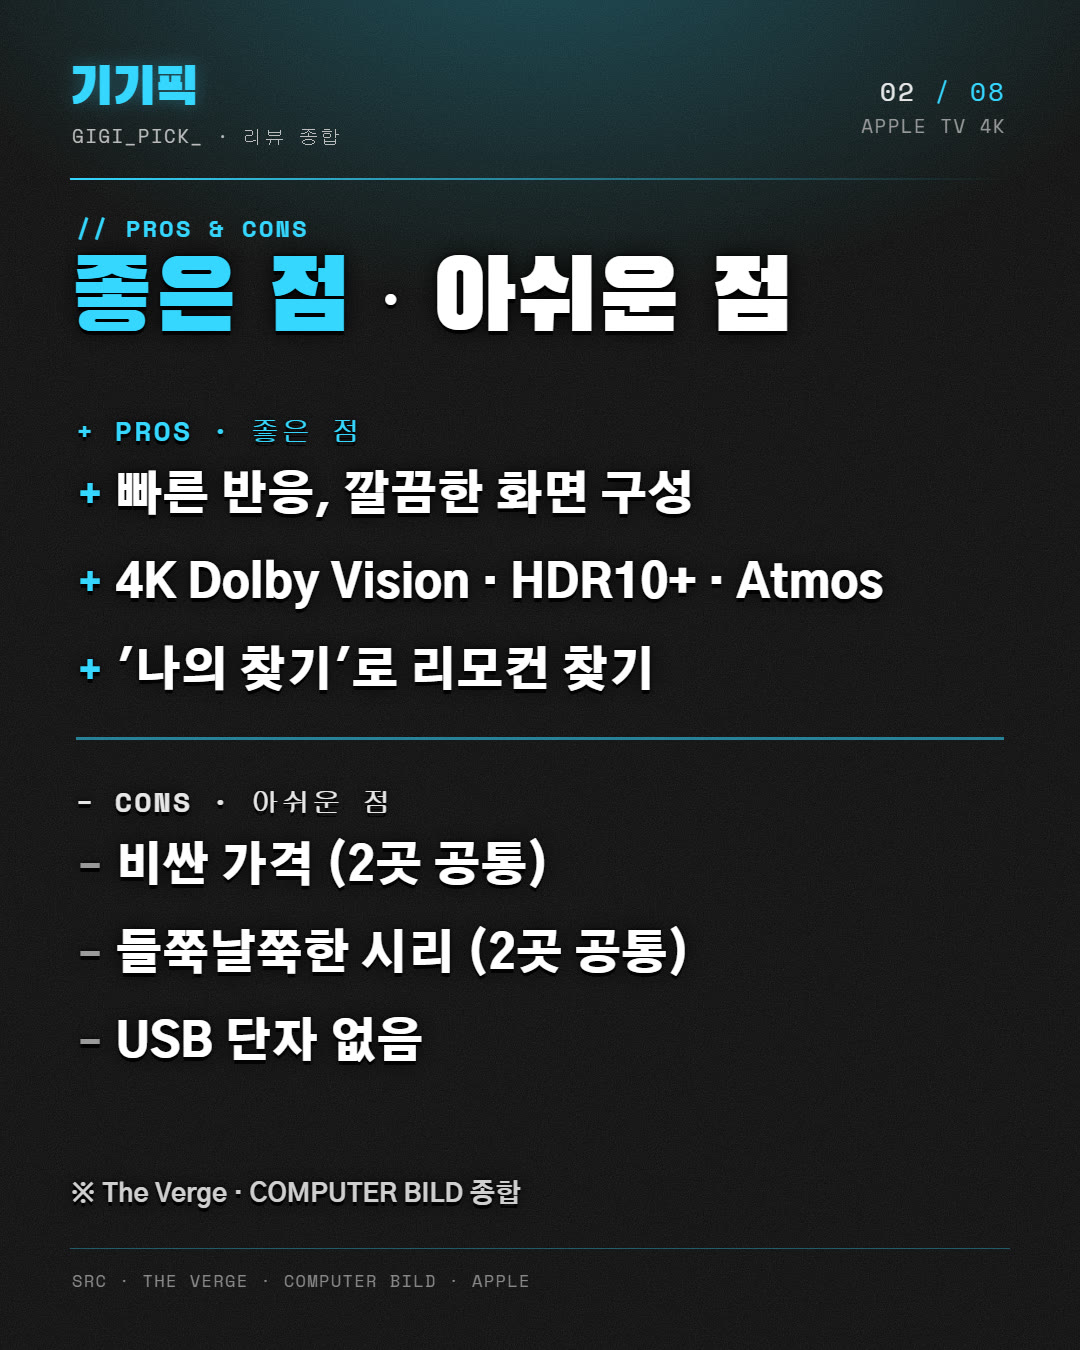 기기픽
GIGI_PICK_ · 리뷰 종합
02 / 08
APPLE TV 4K
// PROS & CONS
좋은 점 · 아쉬운 점
+ PROS · 좋은 점
+ 빠른 반응, 깔끔한 화면 구성
+ 4K Dolby Vision · HDR10+ · Atmos
+ '나의 찾기'로 리모컨 찾기
- CONS · 아쉬운 점
– 비싼 가격 (2곳 공통)
– 들쭉날쭉한 시리 (2곳 공통)
– USB 단자 없음
※ The Verge · COMPUTER BILD 종합
SRC · THE VERGE · COMPUTER BILD · APPLE